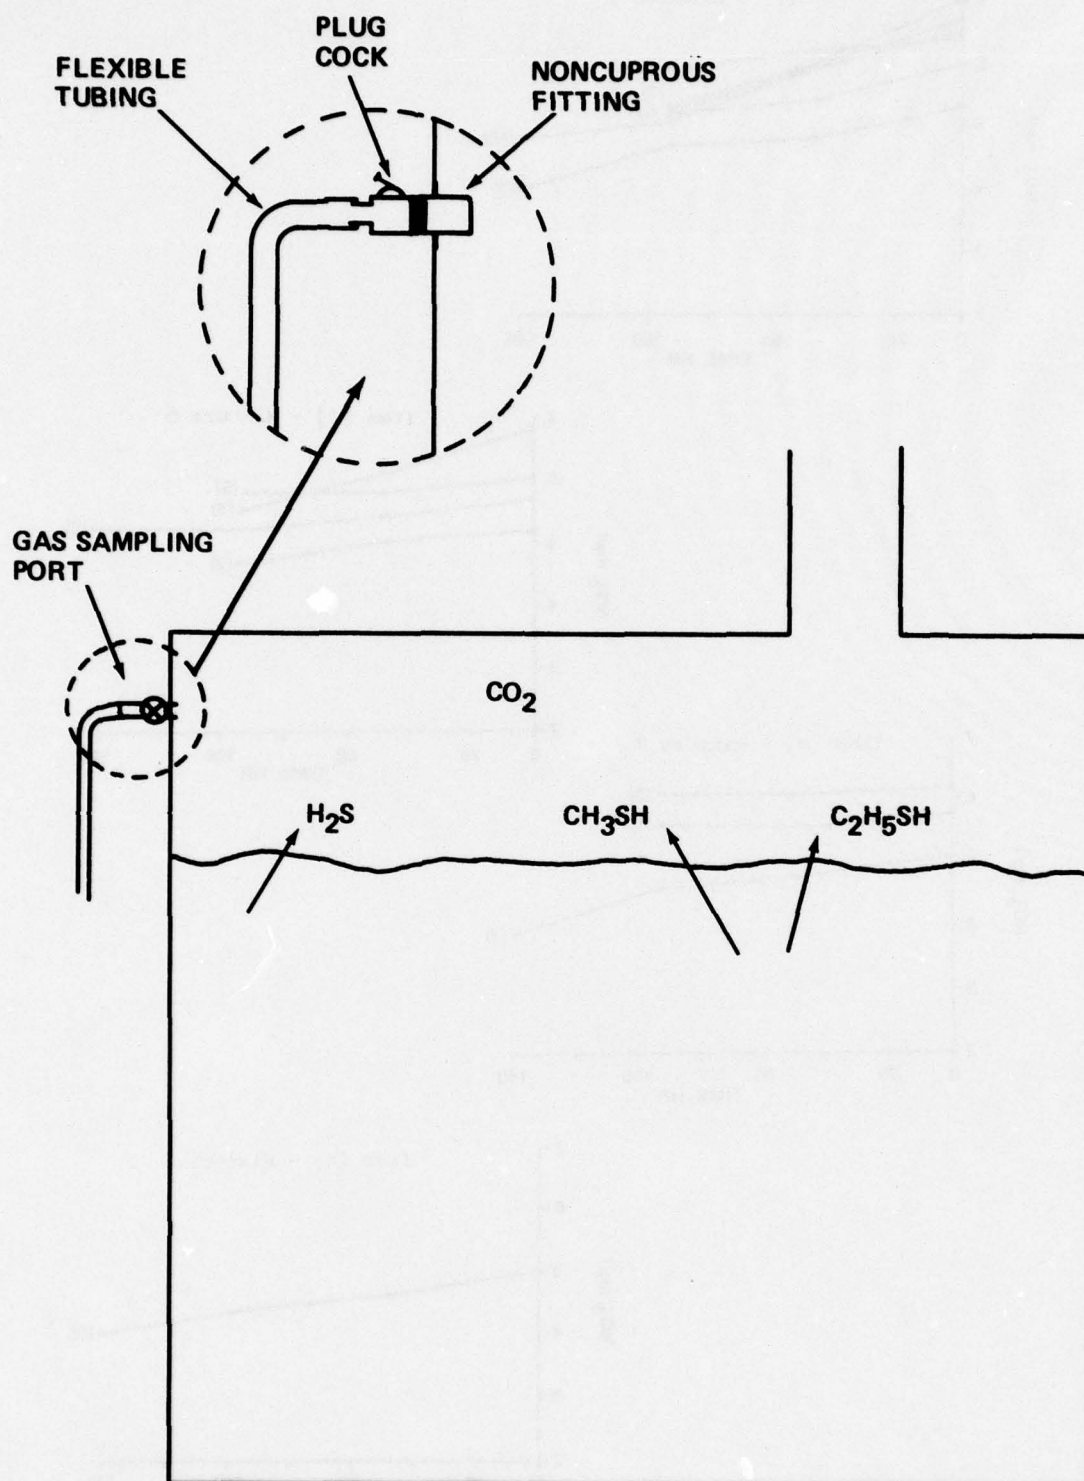 PLUG
COCK
FLEXIBLE
TUBING
NONCUPROUS
FITTING
GAS SAMPLING
PORT
CO2
H2S
CH3SH
C2H5SH